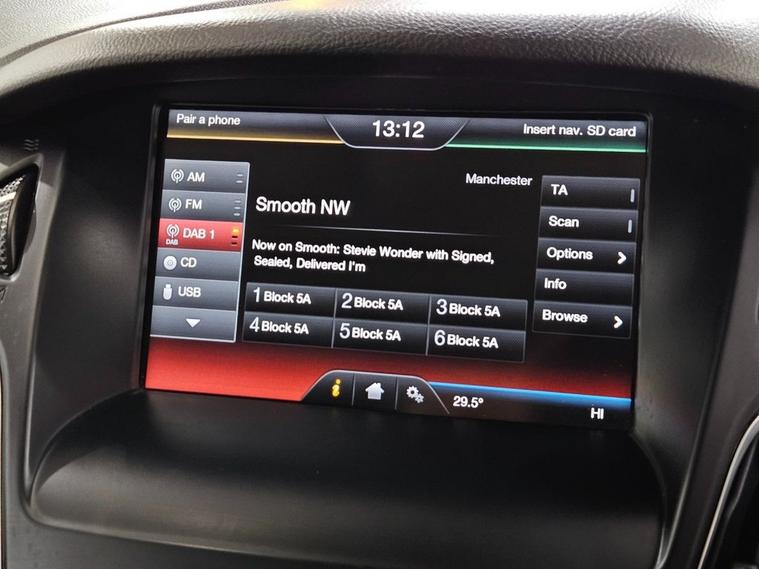 Pair a phone
13:12
Insert nav. SD card
AM
FM
DAB 1
DAB
CD
USB
Manchester
Smooth NW
Now on Smooth: Stevie Wonder with Signed,
Sealed, Delivered I'm
1 Block 5A
2 Block 5A
3 Block 5A
4 Block 5A
5 Block 5A
6 Block 5A
TA
Scan
Options
Info
Browse
29.5°
HI